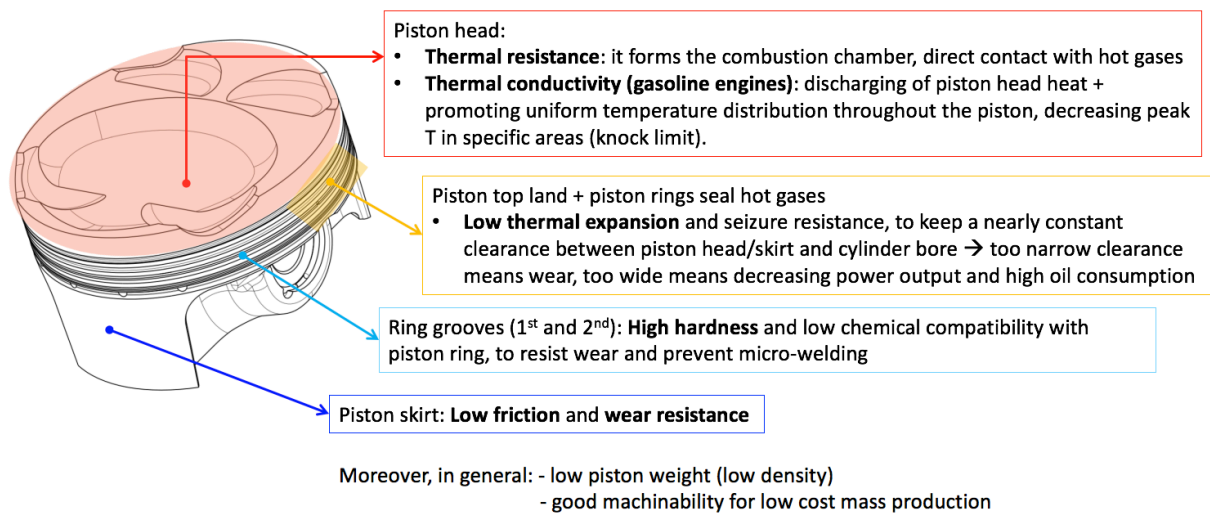 Piston head:
• Thermal resistance: it forms the combustion chamber, direct contact with hot gases
• Thermal conductivity (gasoline engines): discharging of piston head heat +
promoting uniform temperature distribution throughout the piston, decreasing peak
T in specific areas (knock limit).
Piston top land + piston rings seal hot gases
• Low thermal expansion and seizure resistance, to keep a nearly constant
clearance between piston head/skirt and cylinder bore → too narrow clearance
means wear, too wide means decreasing power output and high oil consumption
Ring grooves (1st and 2nd): High hardness and low chemical compatibility with
piston ring, to resist wear and prevent micro-welding
Piston skirt: Low friction and wear resistance
Moreover, in general: - low piston weight (low density)
- good machinability for low cost mass production